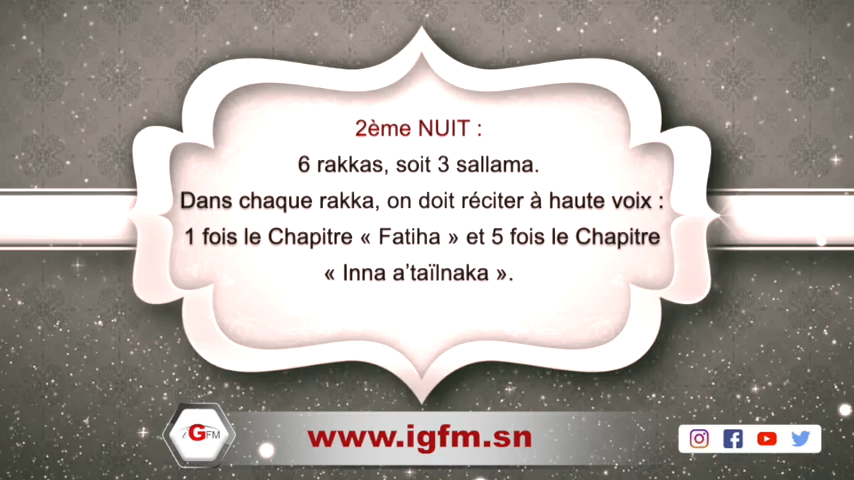 2ème NUIT :
6 rakkas, soit 3 sallama.
Dans chaque rakka, on doit réciter à haute voix :
1 fois le Chapitre « Fatiha » et 5 fois le Chapitre
« Inna a’taïlnaka ».
iGFM
www.igfm.sn